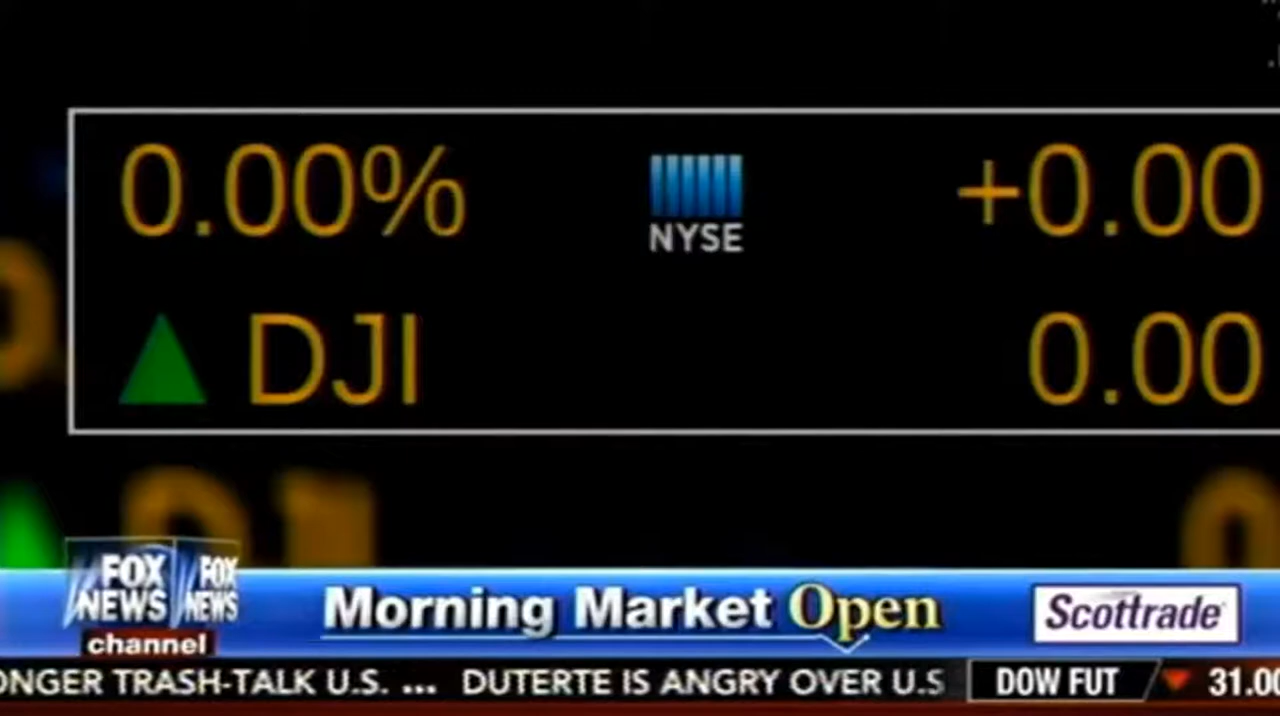 0.00% NYSE +0.00
▲ DJI 0.00
FOX NEWS FOX NEWS
channel
Morning Market Open
Scottrade
ONGER TRASH-TALK U.S. ... DUTERTE IS ANGRY OVER U.S
DOW FUT ▼ 31.00